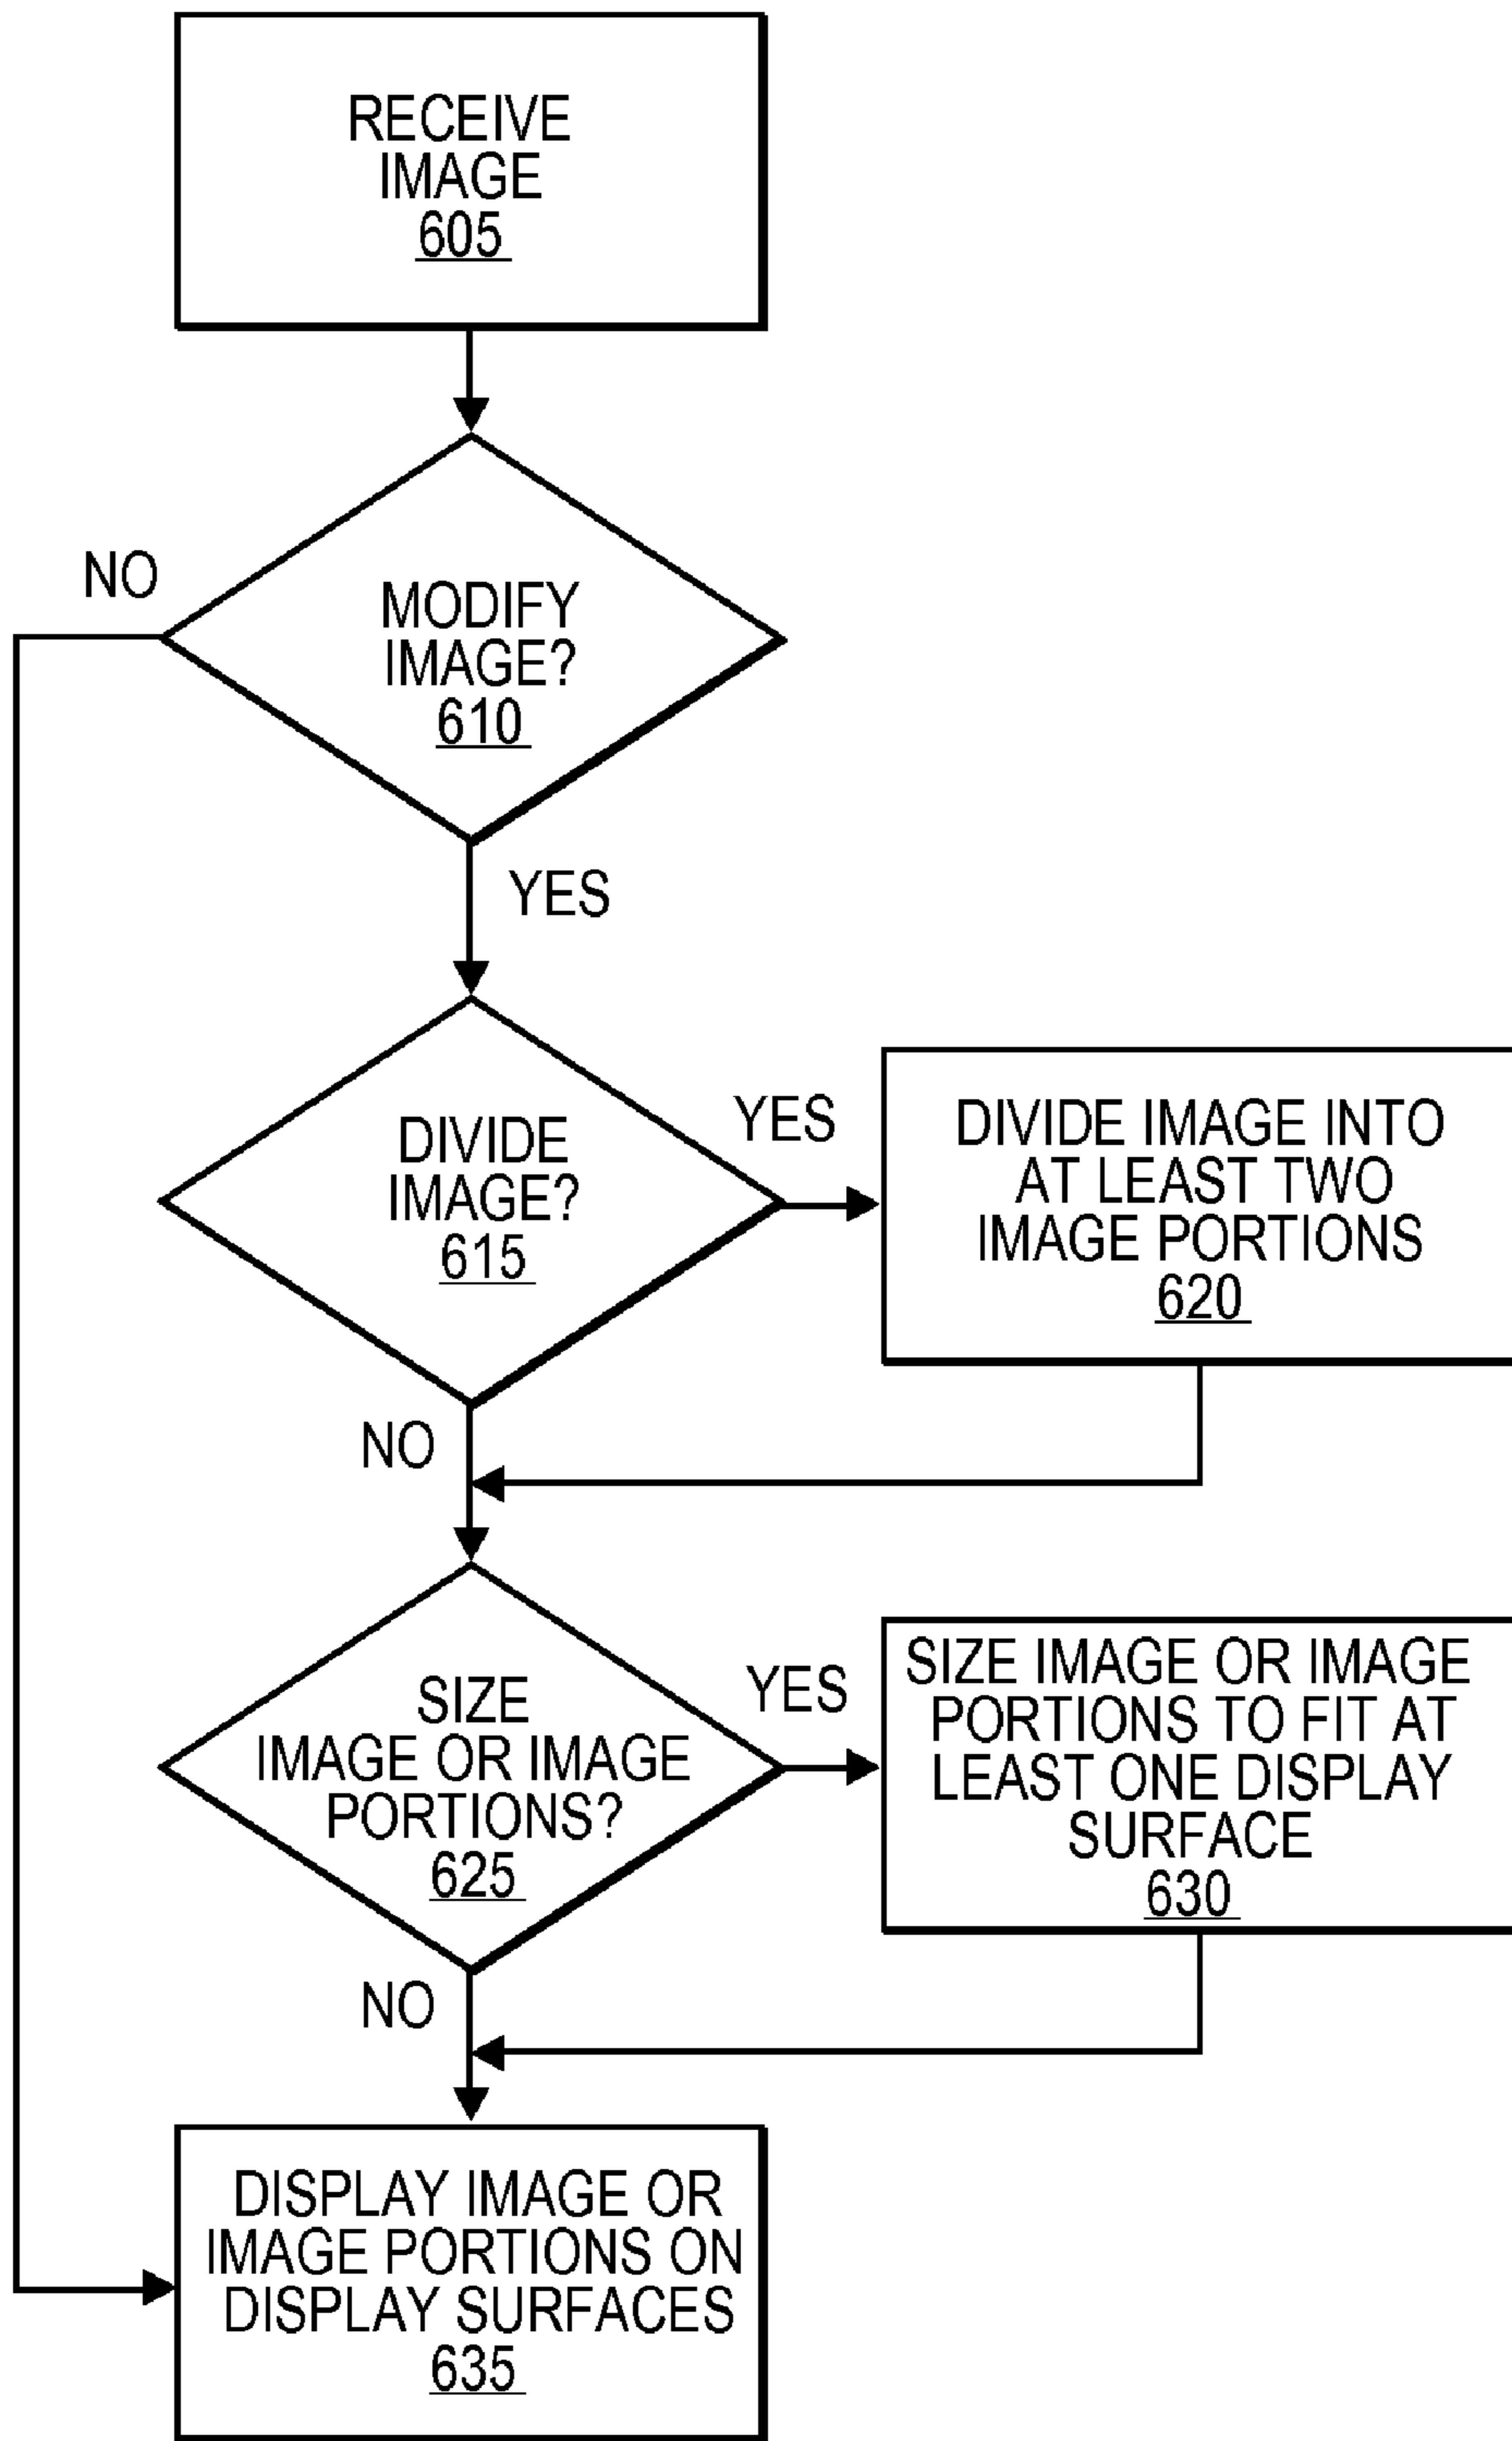 RECEIVE
IMAGE
605
NO
MODIFY
IMAGE?
610
YES
DIVIDE
IMAGE?
615
YES
DIVIDE IMAGE INTO
AT LEAST TWO
IMAGE PORTIONS
620
NO
SIZE
IMAGE OR IMAGE
PORTIONS?
625
YES
SIZE IMAGE OR IMAGE
PORTIONS TO FIT AT
LEAST ONE DISPLAY
SURFACE
630
NO
DISPLAY IMAGE OR
IMAGE PORTIONS ON
DISPLAY SURFACES
635